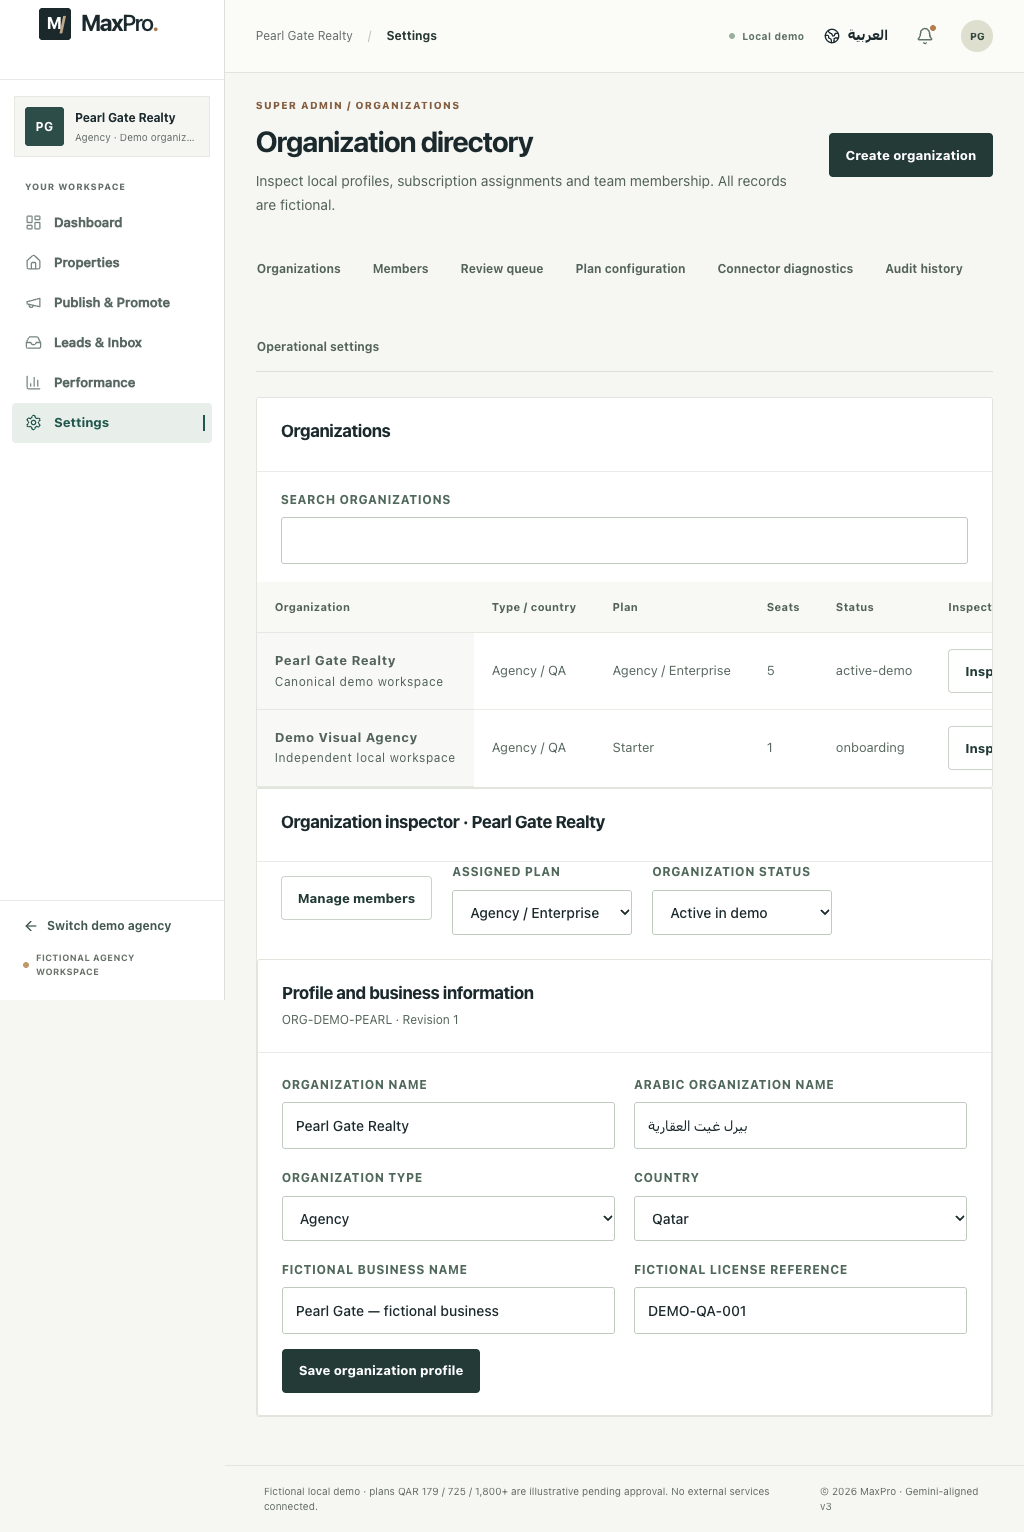 M/ MaxPro.
Pearl Gate Realty / Settings
Local demo
العربية
PG
PG
Pearl Gate Realty
Agency · Demo organiz...
YOUR WORKSPACE
Dashboard
Properties
Publish & Promote
Leads & Inbox
Performance
Settings
Switch demo agency
FICTIONAL AGENCY
WORKSPACE
SUPER ADMIN / ORGANIZATIONS
Organization directory
Inspect local profiles, subscription assignments and team membership. All records
are fictional.
Create organization
Organizations Members Review queue Plan configuration Connector diagnostics Audit history
Operational settings
Organizations
SEARCH ORGANIZATIONS
Organization Type / country Plan Seats Status Inspect
Pearl Gate Realty
Canonical demo workspace
Agency / QA Agency / Enterprise 5 active-demo Insp
Demo Visual Agency
Independent local workspace
Agency / QA Starter 1 onboarding Insp
Organization inspector · Pearl Gate Realty
Manage members
ASSIGNED PLAN
Agency / Enterprise
ORGANIZATION STATUS
Active in demo
Profile and business information
ORG-DEMO-PEARL · Revision 1
ORGANIZATION NAME
Pearl Gate Realty
ARABIC ORGANIZATION NAME
بيرل غيت العقارية
ORGANIZATION TYPE
Agency
COUNTRY
Qatar
FICTIONAL BUSINESS NAME
Pearl Gate — fictional business
FICTIONAL LICENSE REFERENCE
DEMO-QA-001
Save organization profile
Fictional local demo · plans QAR 179 / 725 / 1,800+ are illustrative pending approval. No external services
connected.
© 2026 MaxPro · Gemini-aligned
v3